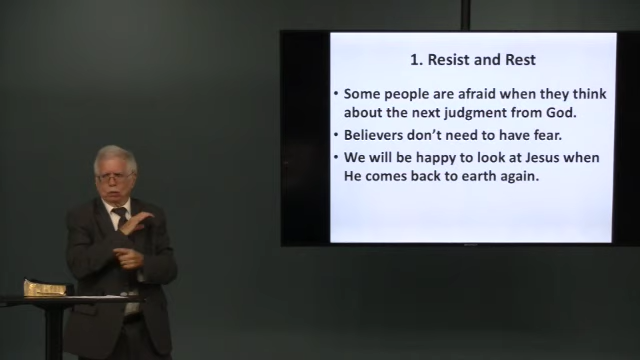 1. Resist and Rest
• Some people are afraid when they think
about the next judgment from God.
• Believers don't need to have fear.
• We will be happy to look at Jesus when
He comes back to earth again.